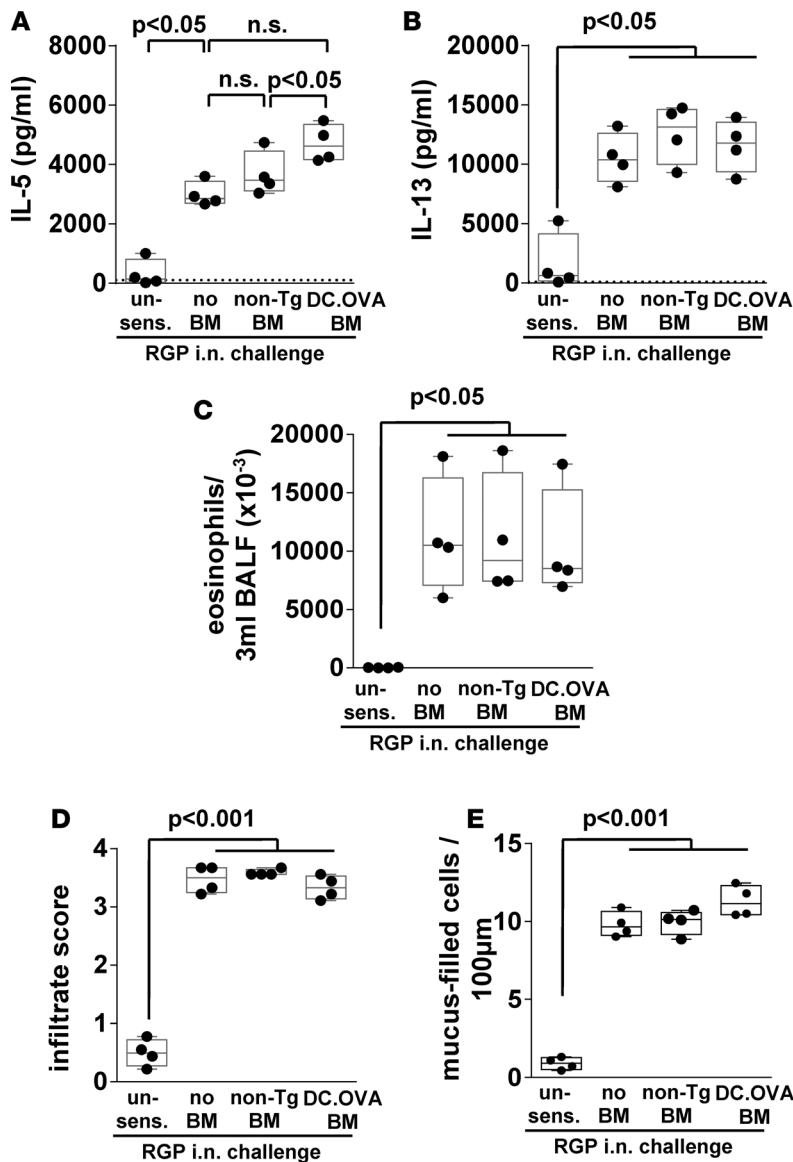 A
p<0.05
n.s.
n.s. p<0.05
IL-5 (pg/ml)
8000
6000
4000
2000
0
un-
sens.
no
BM
non-Tg
BM
DC.OVA
BM
RGP i.n. challenge
B
p<0.05
IL-13 (pg/ml)
20000
15000
10000
5000
0
un-
sens.
no
BM
non-Tg
BM
DC.OVA
BM
RGP i.n. challenge
C
p<0.05
eosinophils/
3ml BALF (x10⁻³)
20000
15000
10000
5000
0
un-
sens.
no
BM
non-Tg
BM
DC.OVA
BM
RGP i.n. challenge
D
p<0.001
infiltrate score
4
3
2
1
0
un-
sens.
no
BM
non-Tg
BM
DC.OVA
BM
RGP i.n. challenge
E
p<0.001
mucus-filled cells /
100µm
15
10
5
0
un-
sens.
no
BM
non-Tg
BM
DC.OVA
BM
RGP i.n. challenge